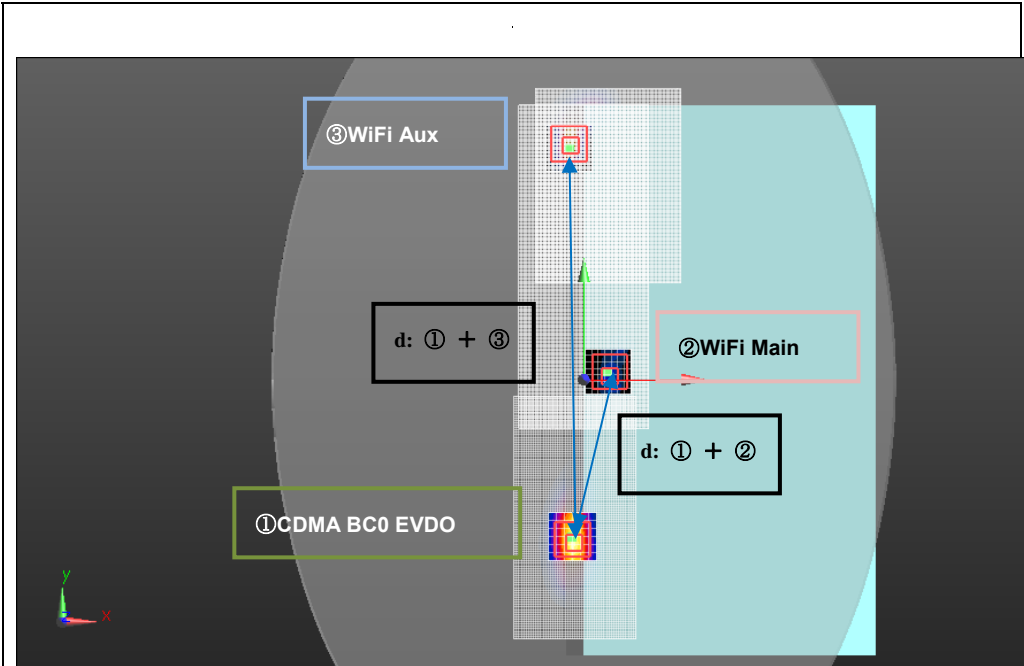 ③WiFi Aux
d: ① + ③
②WiFi Main
d: ① + ②
①CDMA BC0 EVDO
y
x